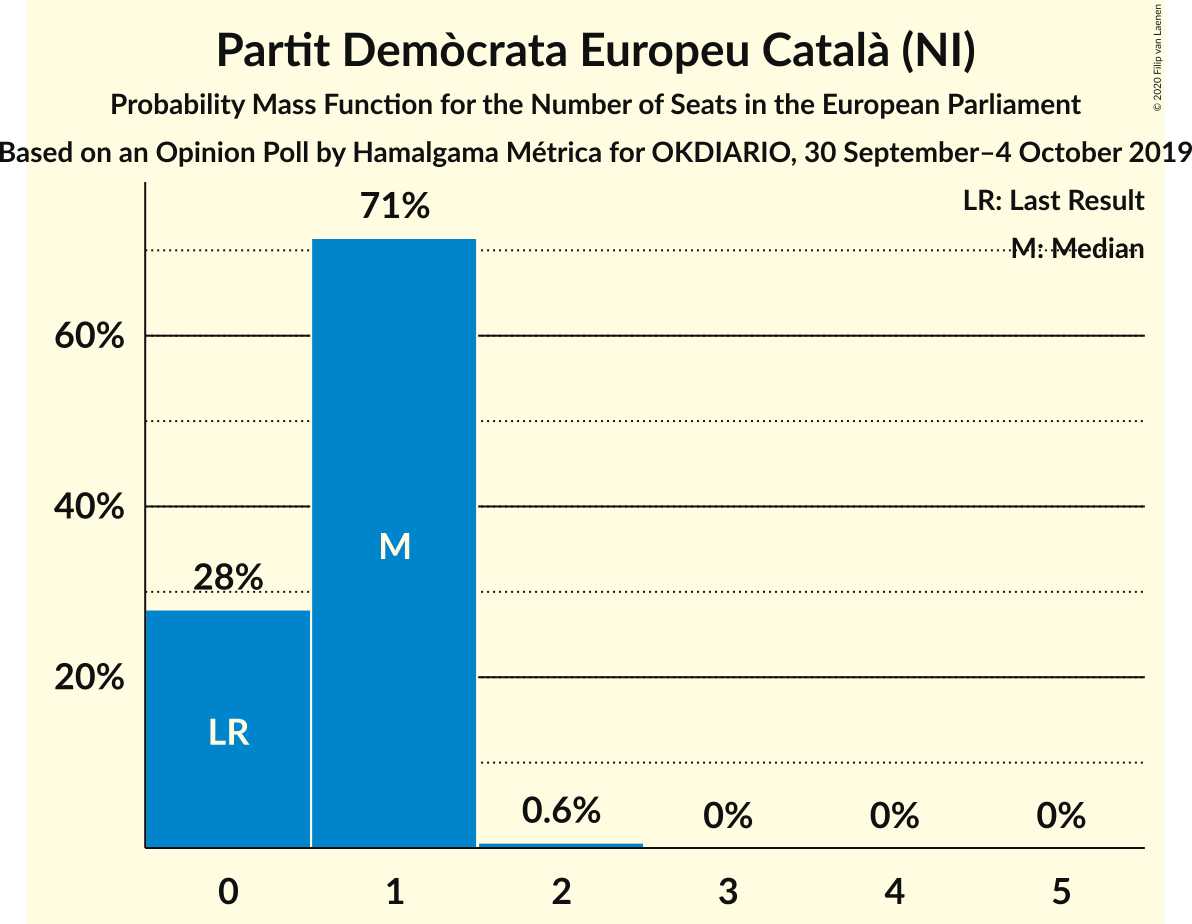 Partit Demòcrata Europeu Català (NI)
Probability Mass Function for the Number of Seats in the European Parliament
Based on an Opinion Poll by Hamalgama Métrica for OKDIARIO, 30 September–4 October 2019
© 2020 Filip van Laenen
LR: Last Result
M: Median
71%
60%
40%
M
28%
20%
LR
0.6%
0%
0%
0%
0
1
2
3
4
5